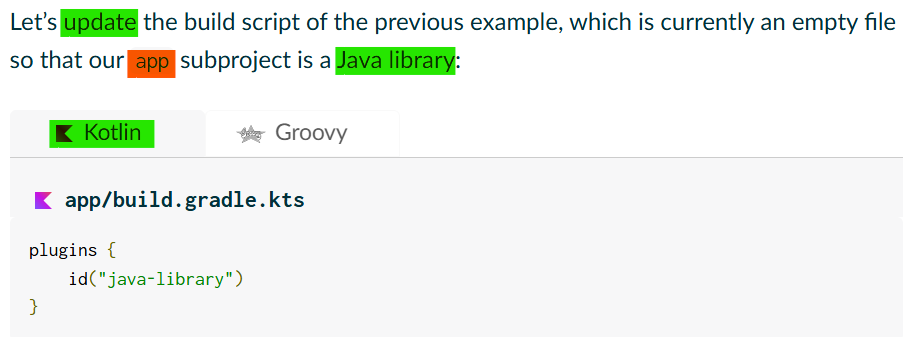 Let's update the build script of the previous example, which is currently an empty file
so that our app subproject is a Java library:
Kotlin Groovy
app/build.gradle.kts
plugins {
    id("java-library")
}